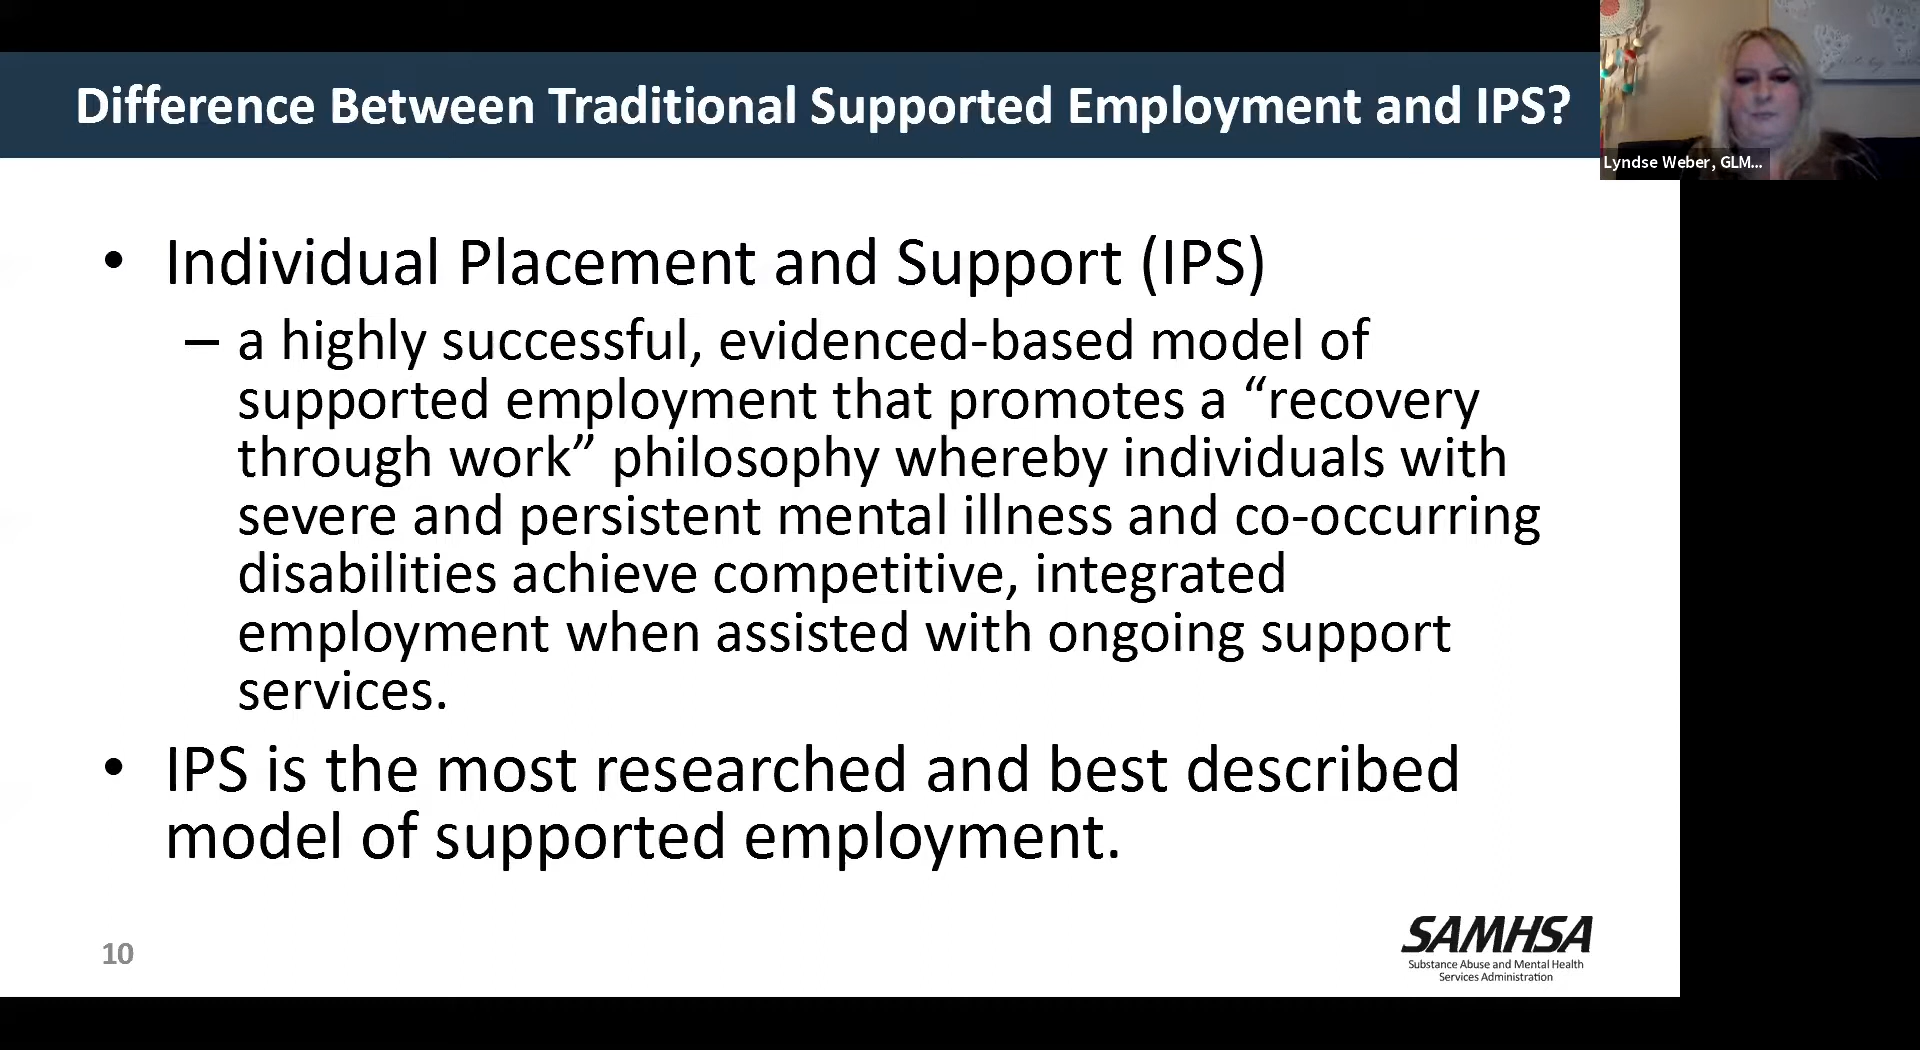 Difference Between Traditional Supported Employment and IPS?
Lyndse Weber, GLM...
• Individual Placement and Support (IPS)
– a highly successful, evidenced-based model of
supported employment that promotes a “recovery
through work” philosophy whereby individuals with
severe and persistent mental illness and co-occurring
disabilities achieve competitive, integrated
employment when assisted with ongoing support
services.
• IPS is the most researched and best described
model of supported employment.
10
SAMHSA
Substance Abuse and Mental Health
Services Administration